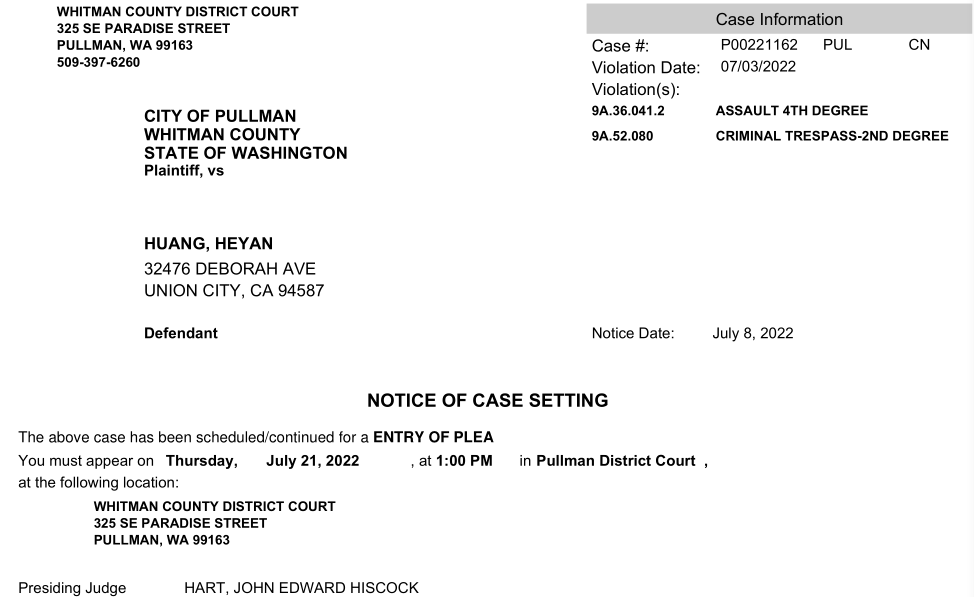 WHITMAN COUNTY DISTRICT COURT
325 SE PARADISE STREET
PULLMAN, WA 99163
509-397-6260
Case Information
Case #: P00221162 PUL CN
Violation Date: 07/03/2022
Violation(s):
9A.36.041.2 ASSAULT 4TH DEGREE
9A.52.080 CRIMINAL TRESPASS-2ND DEGREE
CITY OF PULLMAN
WHITMAN COUNTY
STATE OF WASHINGTON
Plaintiff, vs
HUANG, HEYAN
32476 DEBORAH AVE
UNION CITY, CA 94587
Defendant
Notice Date: July 8, 2022
NOTICE OF CASE SETTING
The above case has been scheduled/continued for a ENTRY OF PLEA
You must appear on Thursday, July 21, 2022 , at 1:00 PM in Pullman District Court ,
at the following location:
WHITMAN COUNTY DISTRICT COURT
325 SE PARADISE STREET
PULLMAN, WA 99163
Presiding Judge HART, JOHN EDWARD HISCOCK